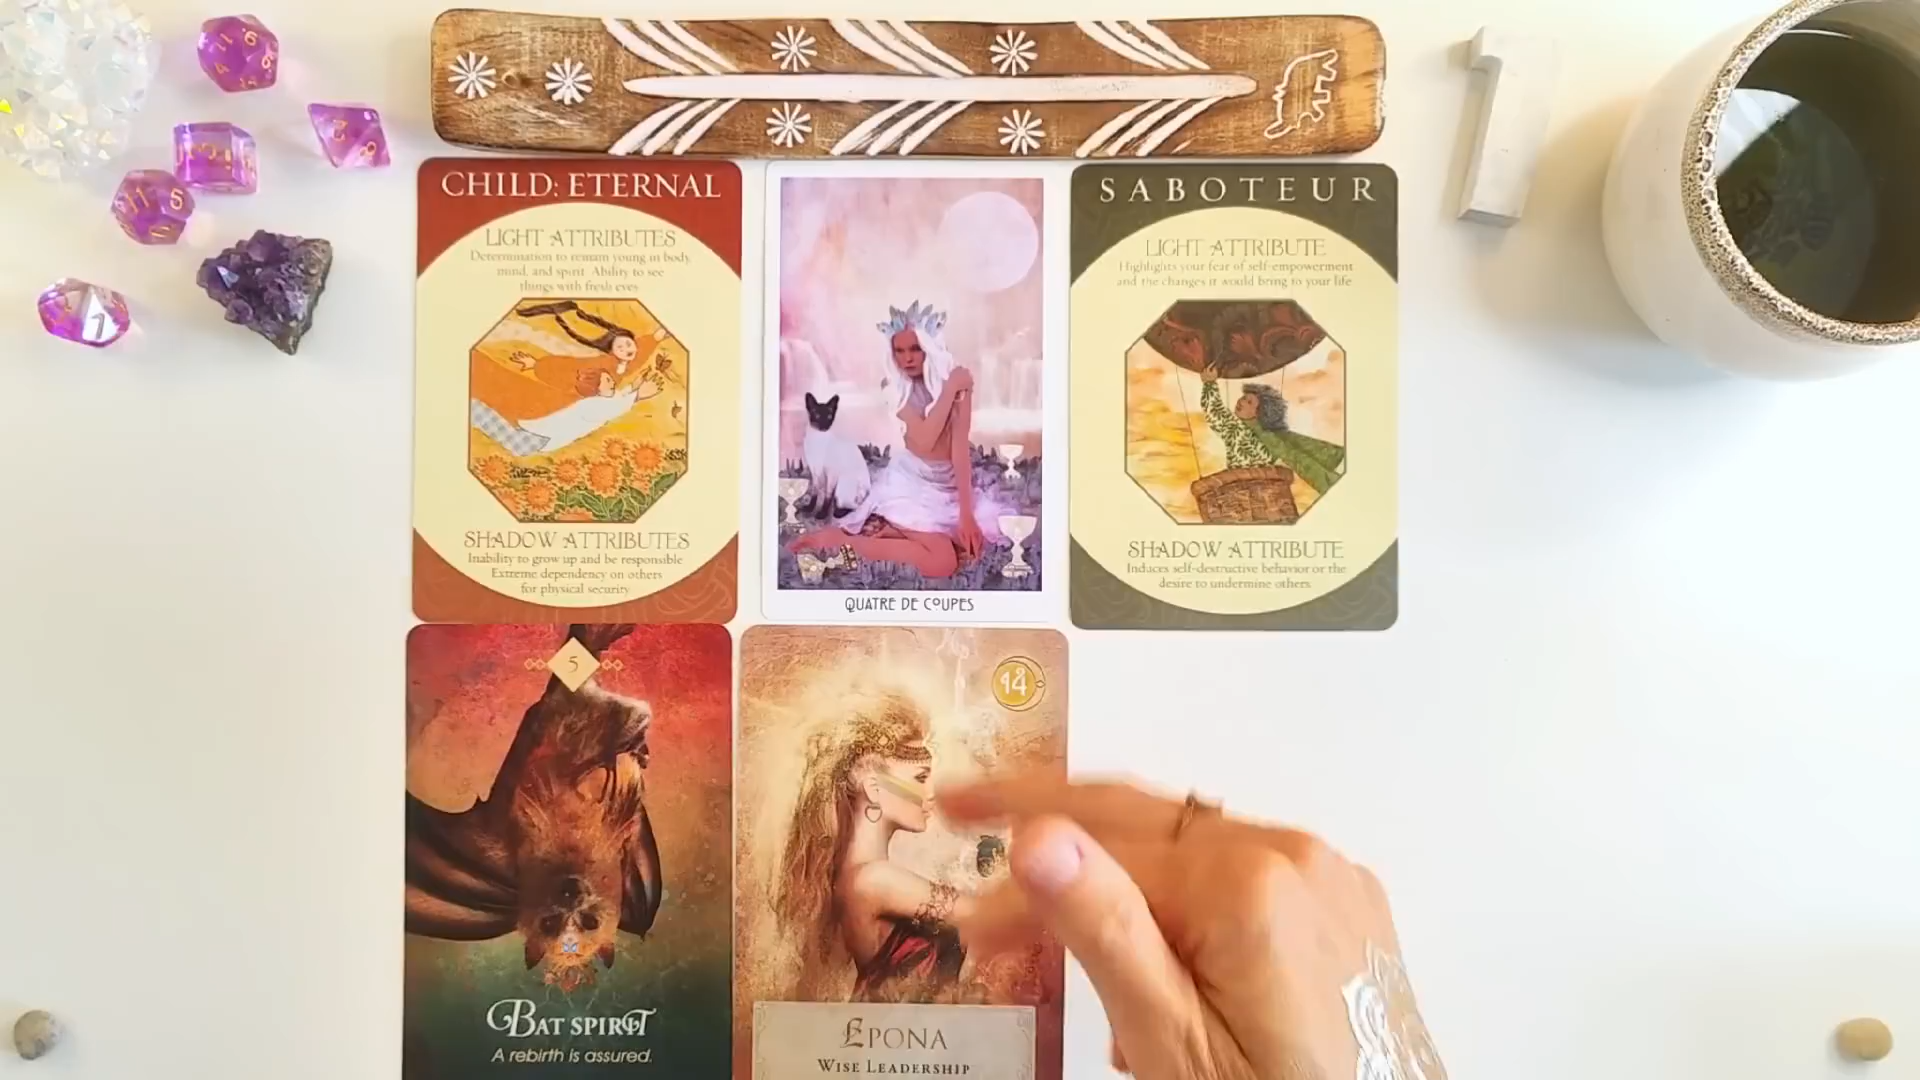 CHILD: ETERNAL
LIGHT ATTRIBUTES
Determination to remain young in body,
mind, and spirit. Ability to see
things with fresh eyes
SHADOW ATTRIBUTES
Inability to grow up and be responsible
Extreme dependency on others
for physical security
QUATRE DE COUPES
SABOTEUR
LIGHT ATTRIBUTE
Highlights your fear of self-empowerment
and the changes it would bring to your life
SHADOW ATTRIBUTE
Induces self-destructive behavior or the
desire to undermine others.
5
BAT SPIRIT
A rebirth is assured.
14
EPONA
WISE LEADERSHIP
1
11
5
7